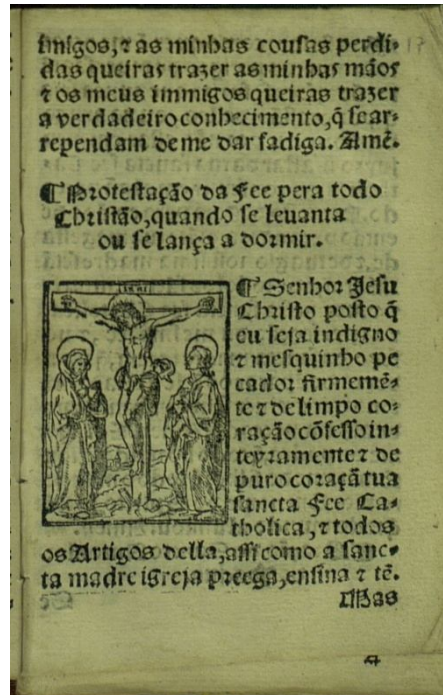 imigos, ⁊ as minhas cousas perdi-
das queiras trazer as minhas mãos
⁊ os meus immigos queiras trazer
a verdadeiro conhecimento, q̃ se ar-
rependam de me dar fadiga. Amẽ.
¶ Protestação da Fee pera todo
Christão, quando se leuanta
ou se lança a dormir.
¶ Senhor Jesu
Christo posto q̃
eu seja indigno
⁊ mesquinho pe
cador firmemẽ-
te ⁊ de limpo co-
ração cõfesso in-
teyramente ⁊ de
puro coraçã tua
sancta Fee Ca-
tholica, ⁊ todos
os Artigos della, assi como a sanc-
ta madre igreja preega, ensina ⁊ tẽ.
Mas